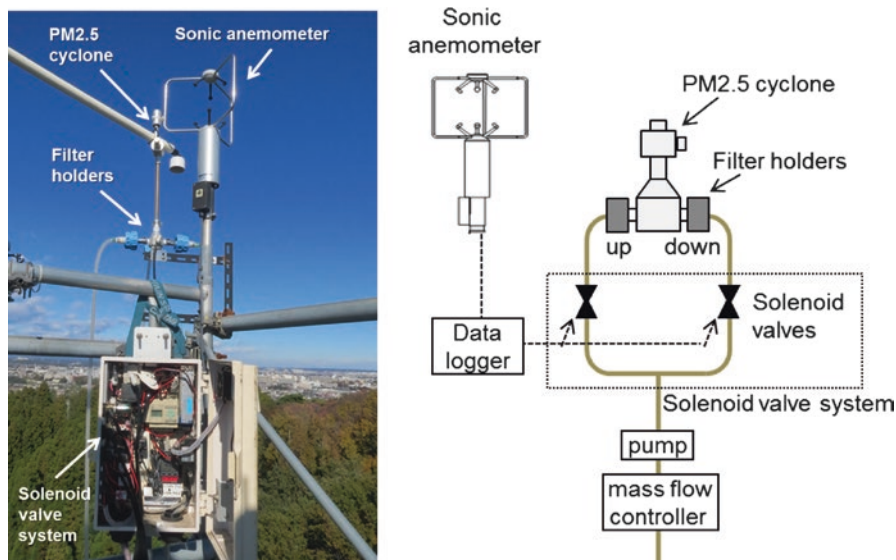 PM2.5
cyclone
Sonic anemometer
Filter
holders
Solenoid
valve
system
Sonic
anemometer
PM2.5 cyclone
Filter holders
up
down
Solenoid
valves
Data
logger
Solenoid valve system
pump
mass flow
controller